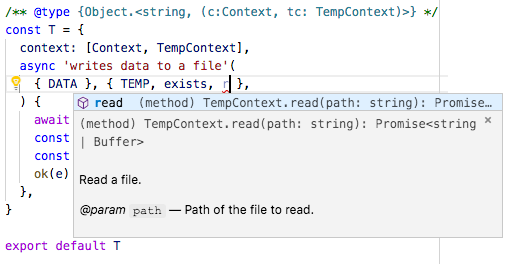 /** @type {Object.<string, (c:Context, tc: TempContext)>} */
const T = {
context: [Context, TempContext],
async 'writes data to a file'(
{ DATA }, { TEMP, exists, r },
) {
await
const
const
ok(e)
},
}
export default T
read (method) TempContext.read(path: string): Promise…
(method) TempContext.read(path: string): Promise<string
| Buffer>
Read a file.
@param path — Path of the file to read.